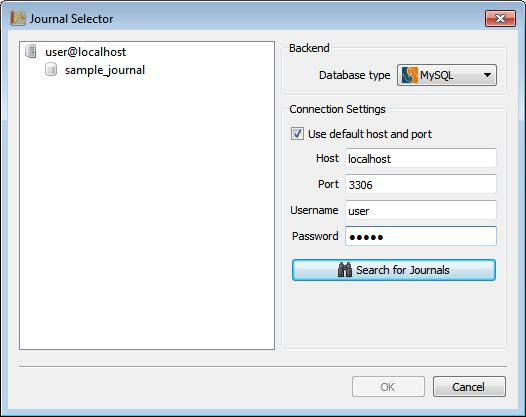 Journal Selector
user@localhost
sample_journal
Backend
Database type MySQL
Connection Settings
Use default host and port
Host localhost
Port 3306
Username user
Password •••••
Search for Journals
OK Cancel